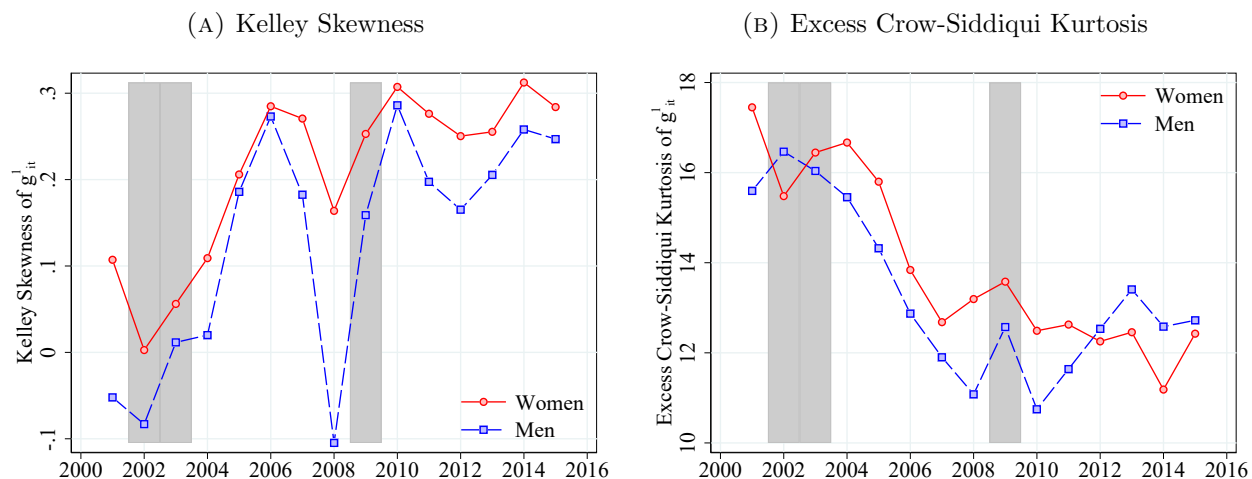 (A) Kelley Skewness
Kelley Skewness of g¹ᵢₜ
.3
.2
.1
0
-.1
2000 2002 2004 2006 2008 2010 2012 2014 2016
Women
Men
(B) Excess Crow-Siddiqui Kurtosis
Excess Crow-Siddiqui Kurtosis of g¹ᵢₜ
18
16
14
12
10
2000 2002 2004 2006 2008 2010 2012 2014 2016
Women
Men